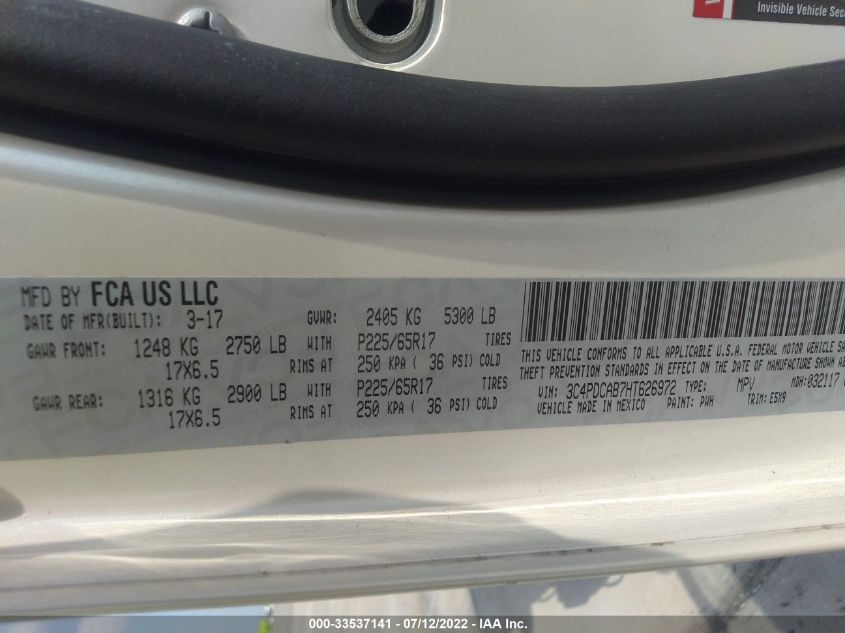 Invisible Vehicle Sec
MFD BY FCA US LLC
DATE OF MFR(BUILT): 3-17 GVWR: 2405 KG 5300 LB
GAWR FRONT: 1248 KG 2750 LB WITH P225/65R17 TIRES
17X6.5 RIMS AT 250 KPA ( 36 PSI) COLD
GAWR REAR: 1316 KG 2900 LB WITH P225/65R17 TIRES
17X6.5 RIMS AT 250 KPA ( 36 PSI) COLD
THIS VEHICLE CONFORMS TO ALL APPLICABLE U.S.A. FEDERAL MOTOR VEHICLE SA
THEFT PREVENTION STANDARDS IN EFFECT ON THE DATE OF MANUFACTURE SHOWN AB
VIN: 3C4PDCAB7HT626972 TYPE: MPV MDH: 032117
VEHICLE MADE IN MEXICO PAINT: PWH TRIM: E5X9
000-33537141 - 07/12/2022 - IAA Inc.